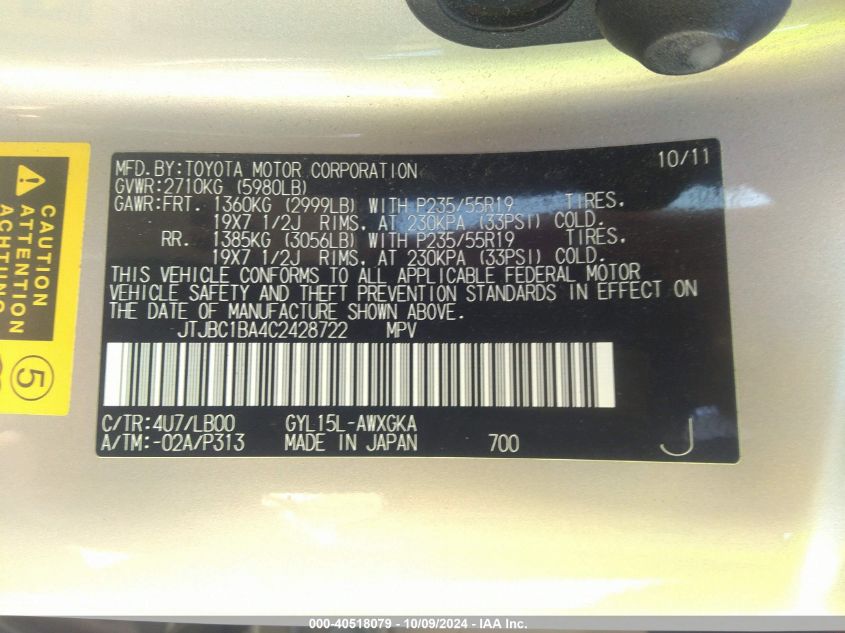 CAUTION
ATTENTION
ACHTUNG
5
MFD.BY:TOYOTA MOTOR CORPORATION 10/11
GVWR:2710KG (5980LB)
GAWR:FRT. 1360KG (2999LB) WITH P235/55R19 TIRES,
19X7 1/2J RIMS, AT 230KPA (33PSI) COLD.
RR. 1385KG (3056LB) WITH P235/55R19 TIRES,
19X7 1/2J RIMS, AT 230KPA (33PSI) COLD.
THIS VEHICLE CONFORMS TO ALL APPLICABLE FEDERAL MOTOR
VEHICLE SAFETY AND THEFT PREVENTION STANDARDS IN EFFECT ON
THE DATE OF MANUFACTURE SHOWN ABOVE.
JTJBC1BA4C2428722 MPV
C/TR:4U7/LB00 GYL15L-AWXGKA
A/TM:-02A/P313 MADE IN JAPAN 700 J
000-40518079 - 10/09/2024 - IAA Inc.